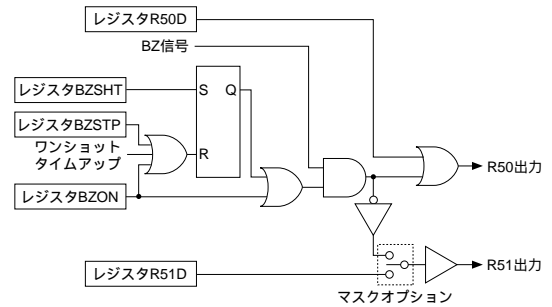 レジスタR50D
BZ信号
レジスタBZSHT
S
Q
レジスタBZSTP
ワンショット
タイムアップ
R
レジスタBZON
R50出力
レジスタR51D
R51出力
マスクオプション